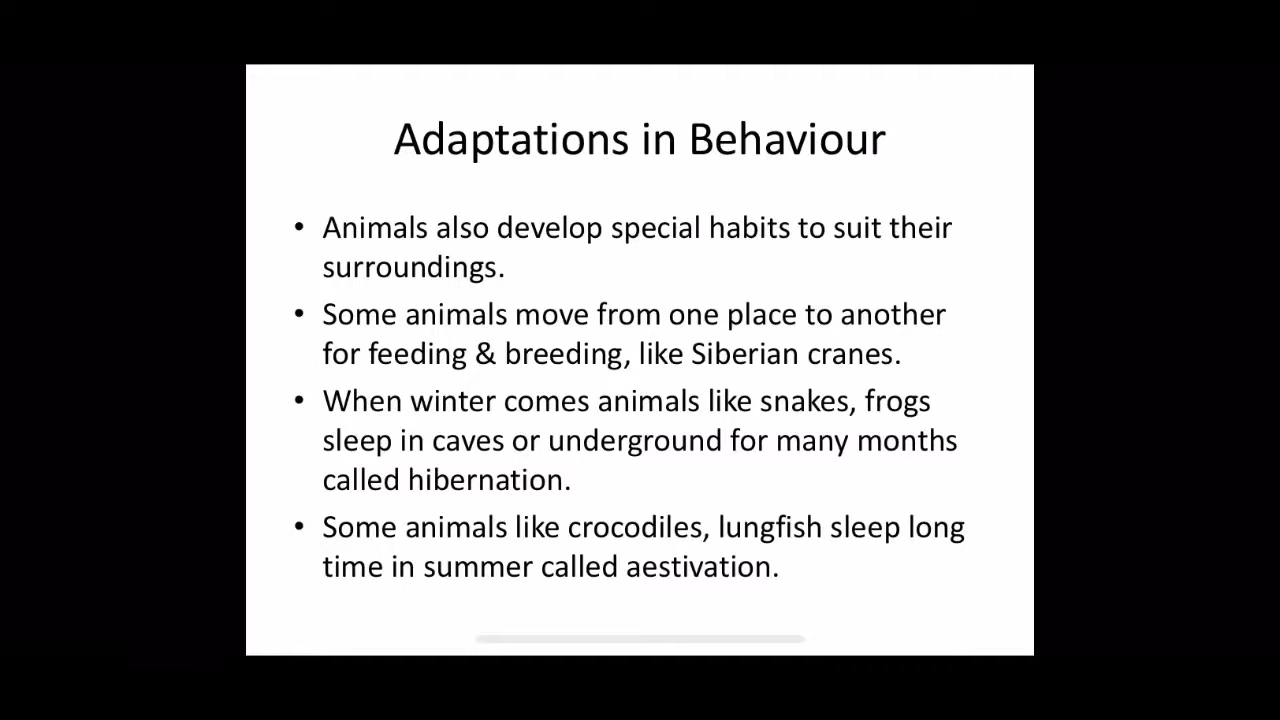 Adaptations in Behaviour
• Animals also develop special habits to suit their
surroundings.
• Some animals move from one place to another
for feeding & breeding, like Siberian cranes.
• When winter comes animals like snakes, frogs
sleep in caves or underground for many months
called hibernation.
• Some animals like crocodiles, lungfish sleep long
time in summer called aestivation.